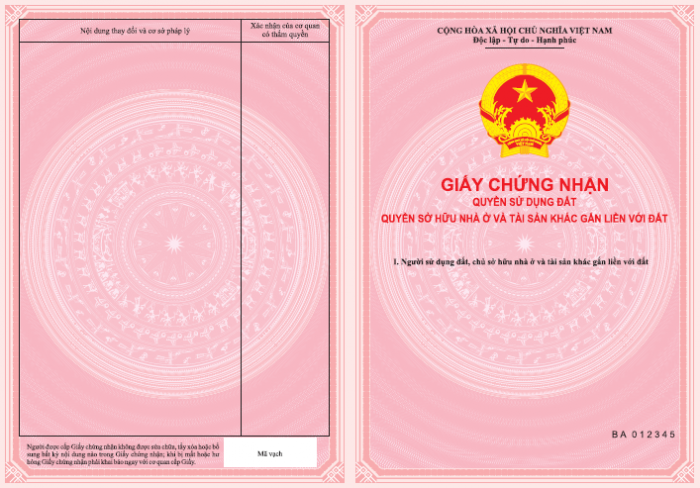 Nội dung thay đổi và cơ sở pháp lý
Xác nhận của cơ quan
có thẩm quyền
Người được cấp Giấy chứng nhận không được sửa chữa, tẩy xóa hoặc bổ
sung bất kỳ nội dung nào trong Giấy chứng nhận; khi bị mất hoặc hư
hỏng Giấy chứng nhận phải khai báo ngay với cơ quan cấp Giấy.
Mã vạch
CỘNG HÒA XÃ HỘI CHỦ NGHĨA VIỆT NAM
Độc lập - Tự do - Hạnh phúc
GIẤY CHỨNG NHẬN
QUYỀN SỬ DỤNG ĐẤT
QUYỀN SỞ HỮU NHÀ Ở VÀ TÀI SẢN KHÁC GẮN LIỀN VỚI ĐẤT
I. Người sử dụng đất, chủ sở hữu nhà ở và tài sản khác gắn liền với đất
BA 012345